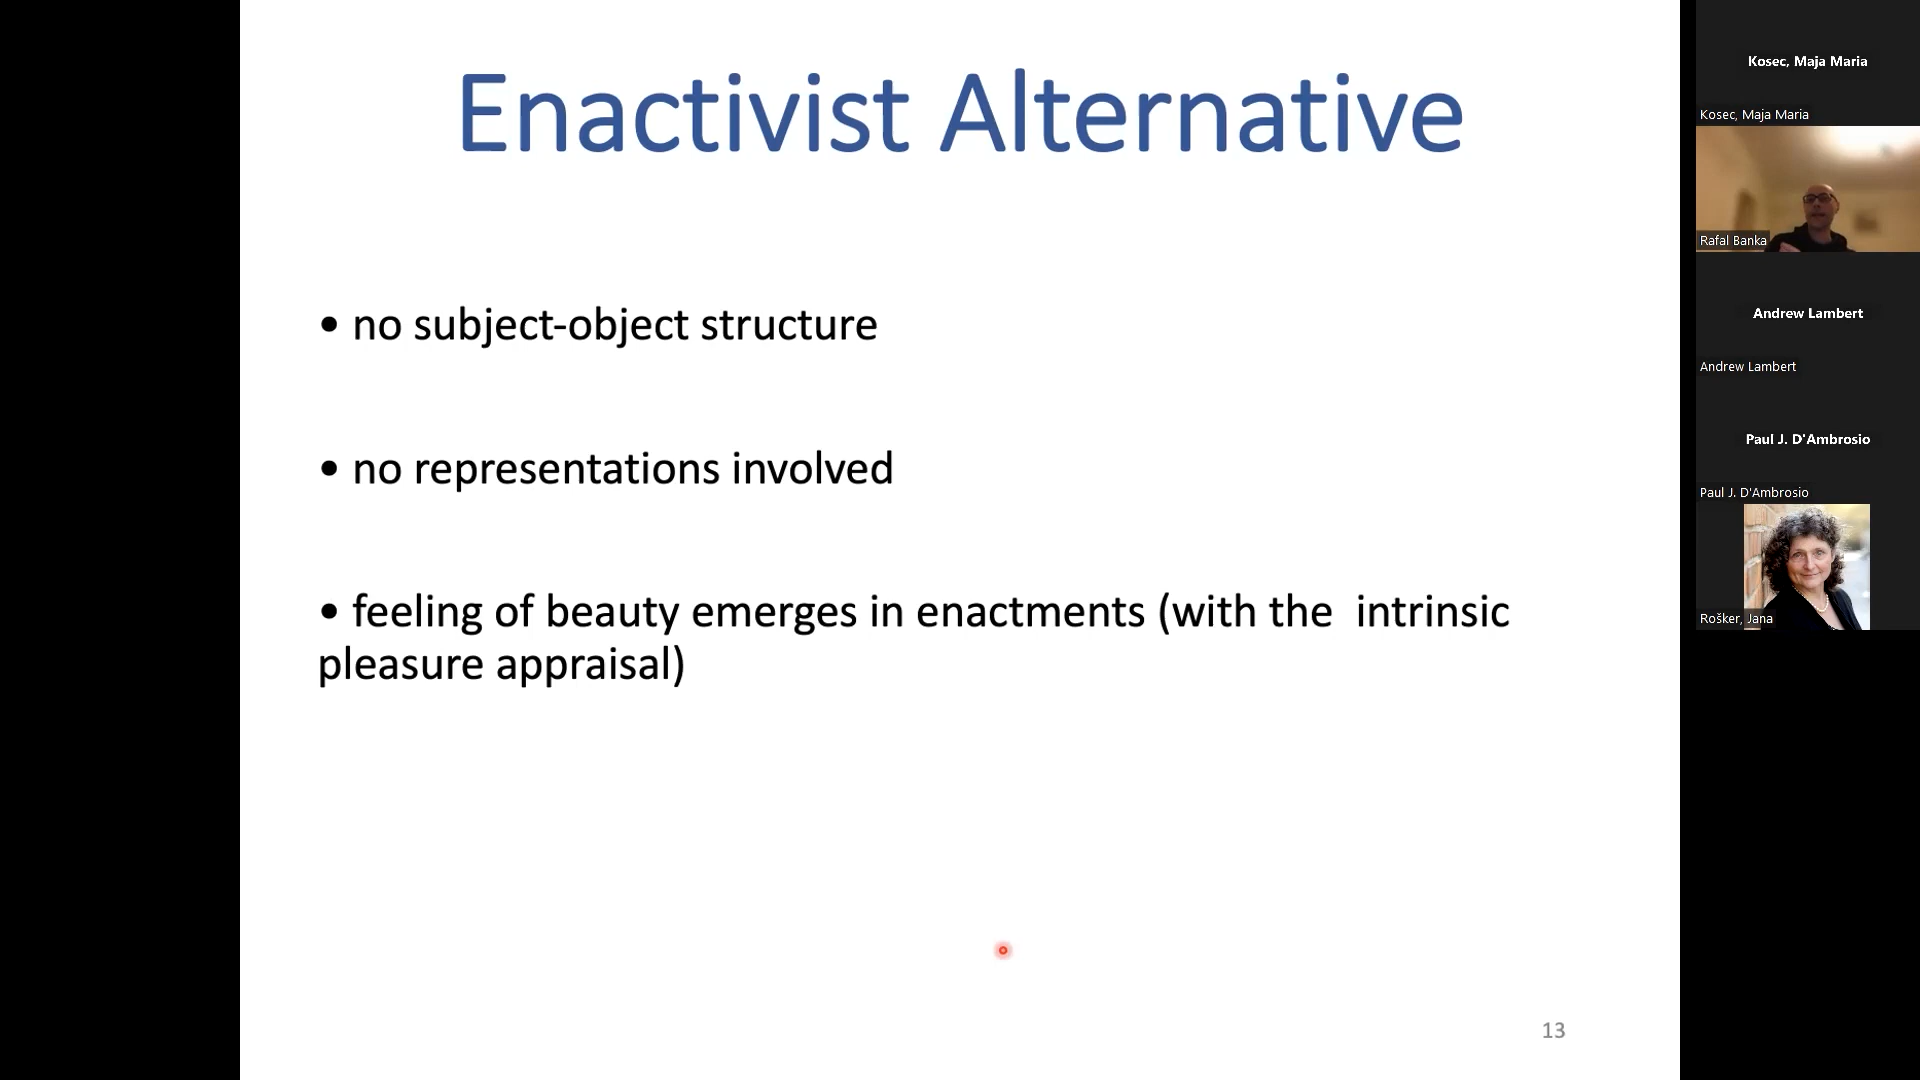 Enactivist Alternative
• no subject-object structure
• no representations involved
• feeling of beauty emerges in enactments (with the  intrinsic
pleasure appraisal)
13
Kosec, Maja Maria
Kosec, Maja Maria
Rafal Banka
Andrew Lambert
Andrew Lambert
Paul J. D'Ambrosio
Paul J. D'Ambrosio
Rošker, Jana